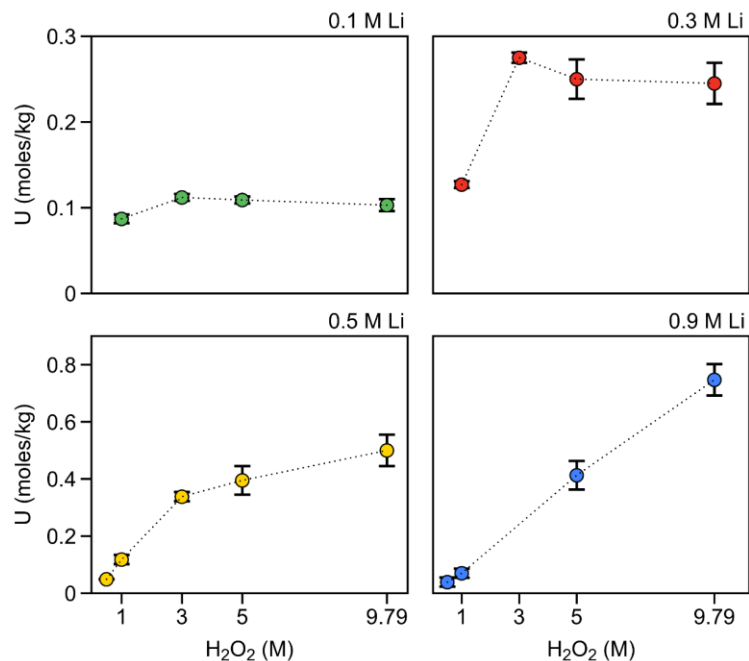 0.1 M Li
0.3 M Li
0.3
0.2
0.1
0
U (moles/kg)
0.5 M Li
0.9 M Li
0.8
0.6
0.4
0.2
0
U (moles/kg)
1 3 5 9.79
1 3 5 9.79
H₂O₂ (M)
H₂O₂ (M)